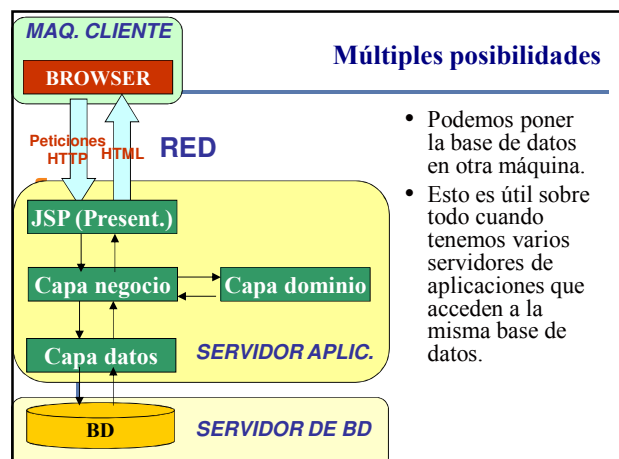 MAQ. CLIENTE
BROWSER
Múltiples posibilidades
Peticiones
HTTP
HTML
RED
JSP (Present.)
Capa negocio
Capa dominio
Capa datos
SERVIDOR APLIC.
BD
SERVIDOR DE BD
• Podemos poner
la base de datos
en otra máquina.
• Esto es útil sobre
todo cuando
tenemos varios
servidores de
aplicaciones que
acceden a la
misma base de
datos.